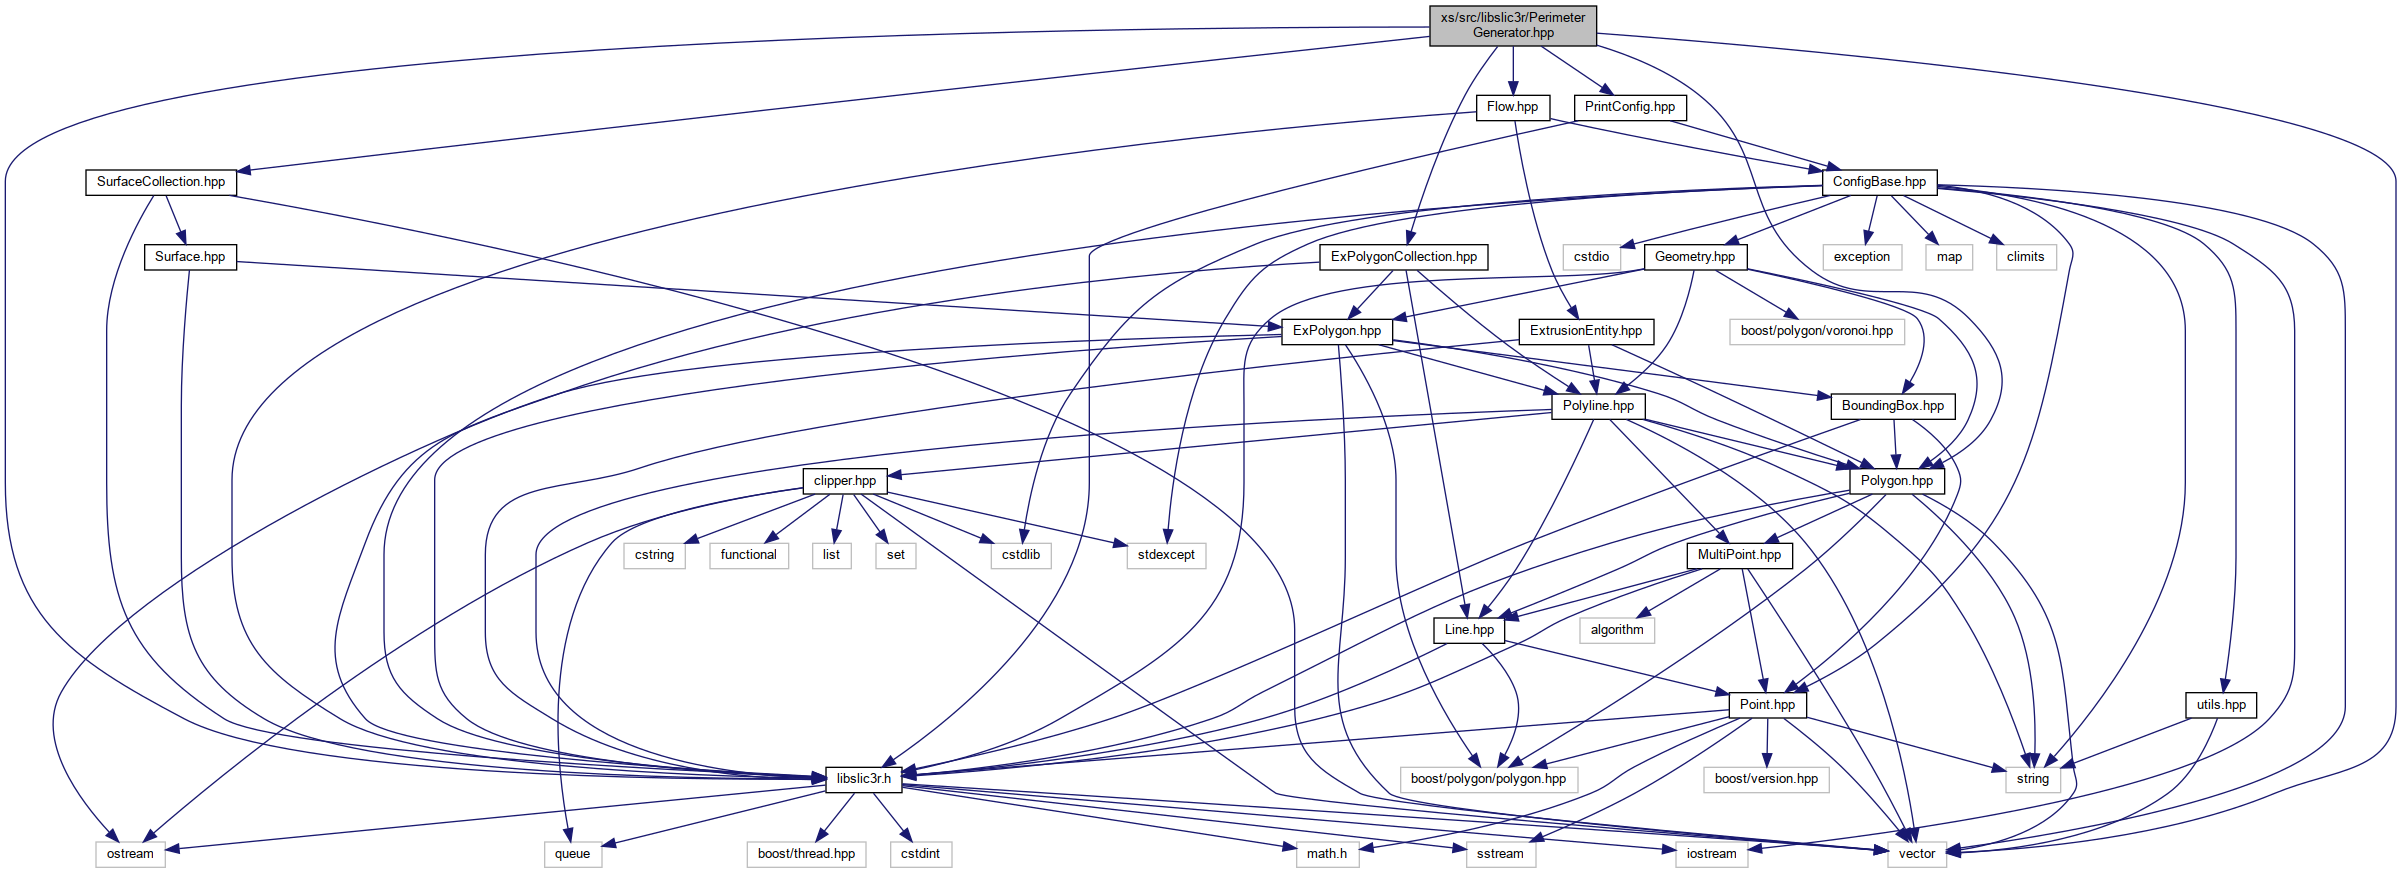 xs/src/libslic3r/Perimeter
Generator.hpp
Flow.hpp
PrintConfig.hpp
SurfaceCollection.hpp
ConfigBase.hpp
Surface.hpp
ExPolygonCollection.hpp
cstdio
Geometry.hpp
exception
map
climits
ExPolygon.hpp
ExtrusionEntity.hpp
boost/polygon/voronoi.hpp
Polyline.hpp
BoundingBox.hpp
clipper.hpp
Polygon.hpp
cstring
functional
list
set
cstdlib
stdexcept
MultiPoint.hpp
Line.hpp
algorithm
Point.hpp
utils.hpp
libslic3r.h
boost/polygon/polygon.hpp
boost/version.hpp
string
ostream
queue
boost/thread.hpp
cstdint
math.h
sstream
iostream
vector